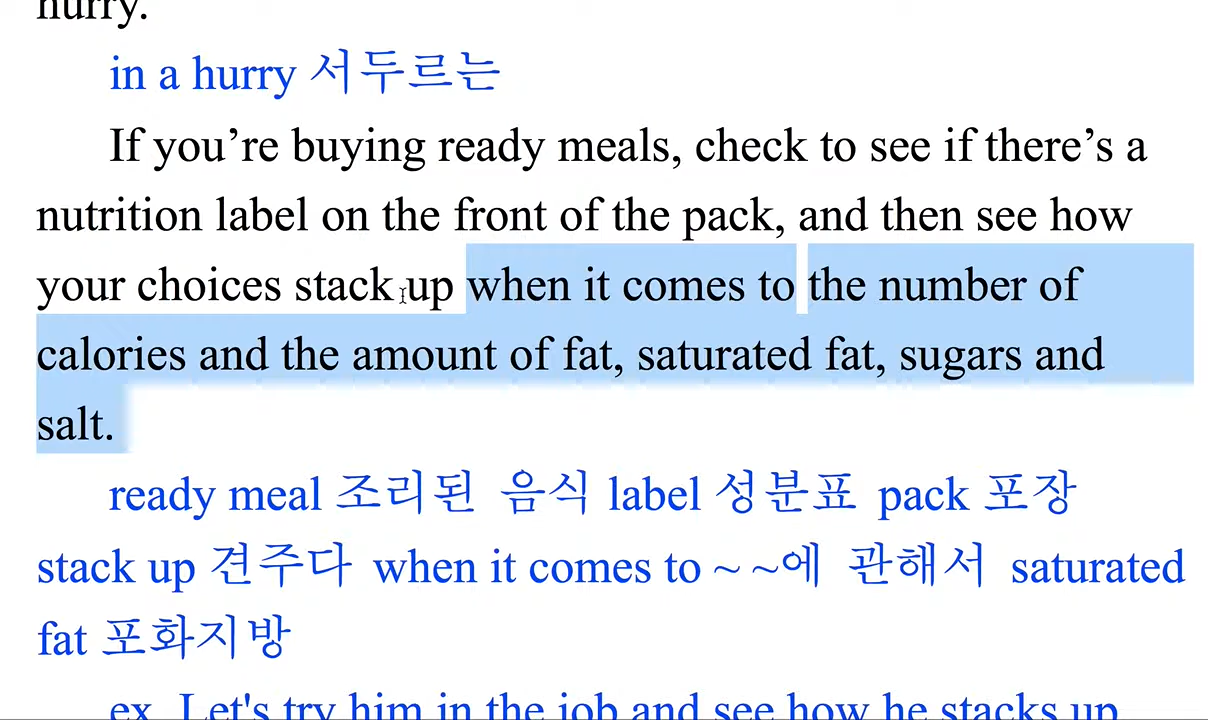 hurry.
in a hurry 서두르는
If you're buying ready meals, check to see if there's a
nutrition label on the front of the pack, and then see how
your choices stack up when it comes to the number of
calories and the amount of fat, saturated fat, sugars and
salt.
ready meal 조리된 음식 label 성분표 pack 포장
stack up 견주다 when it comes to ~ ~에 관해서 saturated
fat 포화지방
ex. Let's try him in the job and see how he stacks up